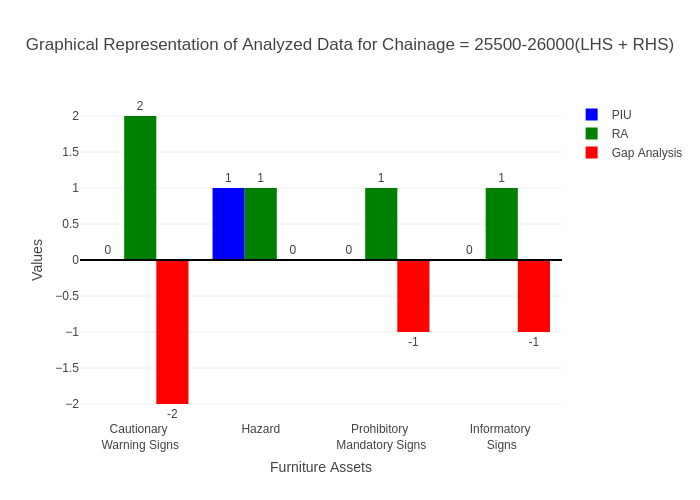 Graphical Representation of Analyzed Data for Chainage = 25500-26000(LHS + RHS)
PIU
RA
Gap Analysis
Values
2
1.5
1
0.5
0
−0.5
−1
−1.5
−2
0
2
-2
1
1
0
0
1
-1
0
1
-1
Cautionary
Warning Signs
Hazard
Prohibitory
Mandatory Signs
Informatory
Signs
Furniture Assets